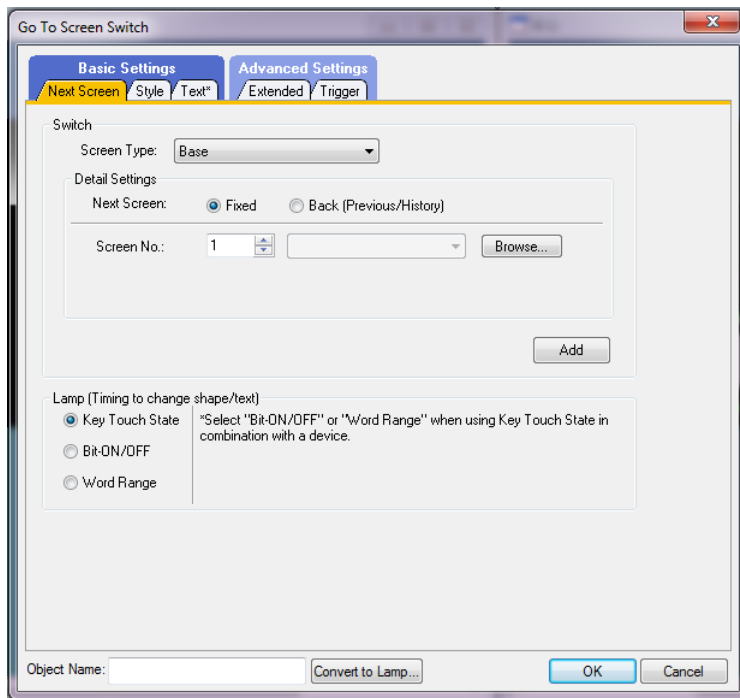 Go To Screen Switch
Basic Settings
Advanced Settings
Next Screen
Style
Text*
Extended
Trigger
Switch
Screen Type:
Base
Detail Settings
Next Screen:
Fixed
Back (Previous/History)
Screen No.:
1
Browse...
Add
Lamp (Timing to change shape/text)
Key Touch State
*Select "Bit-ON/OFF" or "Word Range" when using Key Touch State in
combination with a device.
Bit-ON/OFF
Word Range
Object Name:
Convert to Lamp...
OK
Cancel